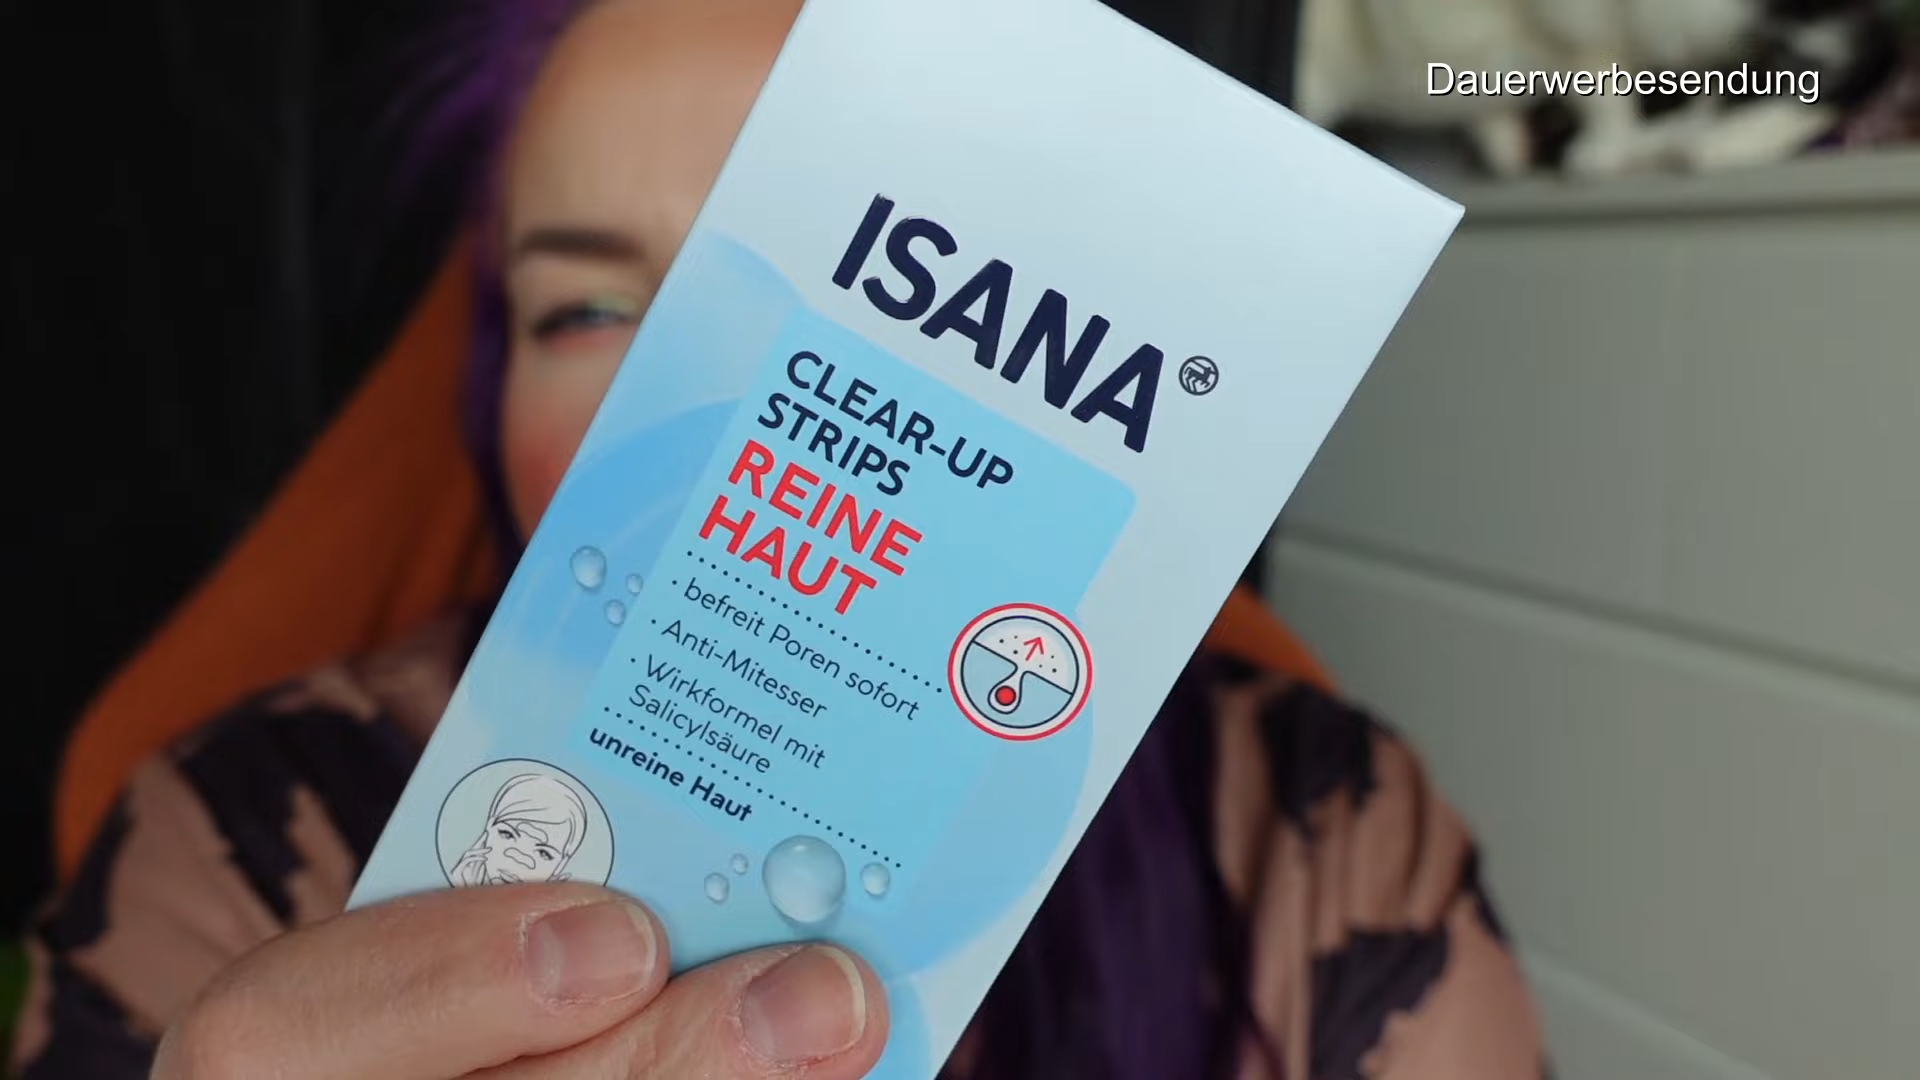 Dauerwerbesendung
ISANA
CLEAR-UP
STRIPS
REINE
HAUT
· befreit Poren sofort
· Anti-Mitesser
· Wirkformel mit
Salicylsäure
unreine Haut